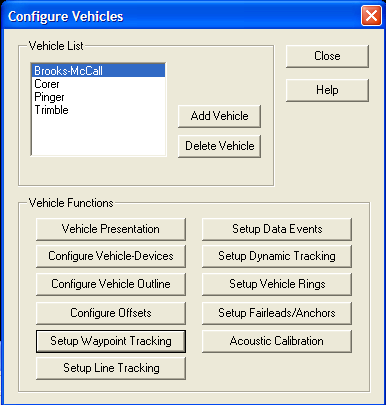 Configure Vehicles
Vehicle List
Brooks-McCall
Corer
Pinger
Trimble
Add Vehicle
Delete Vehicle
Close
Help
Vehicle Functions
Vehicle Presentation
Setup Data Events
Configure Vehicle-Devices
Setup Dynamic Tracking
Configure Vehicle Outline
Setup Vehicle Rings
Configure Offsets
Setup Fairleads/Anchors
Setup Waypoint Tracking
Acoustic Calibration
Setup Line Tracking